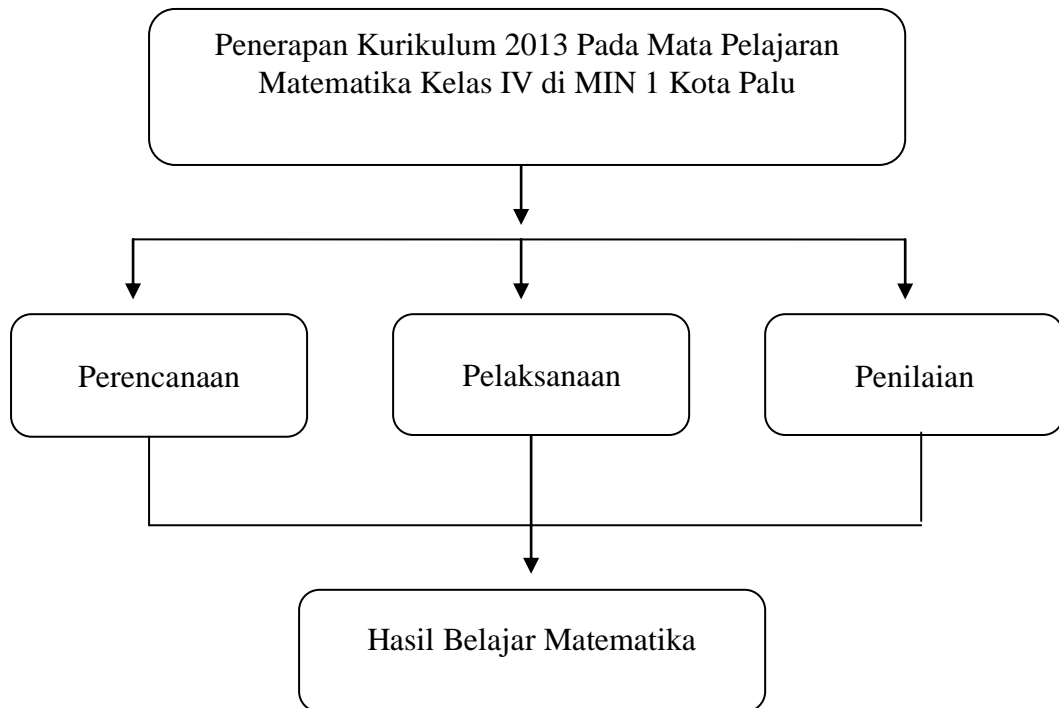 Penerapan Kurikulum 2013 Pada Mata Pelajaran
Matematika Kelas IV di MIN 1 Kota Palu
Perencanaan
Pelaksanaan
Penilaian
Hasil Belajar Matematika